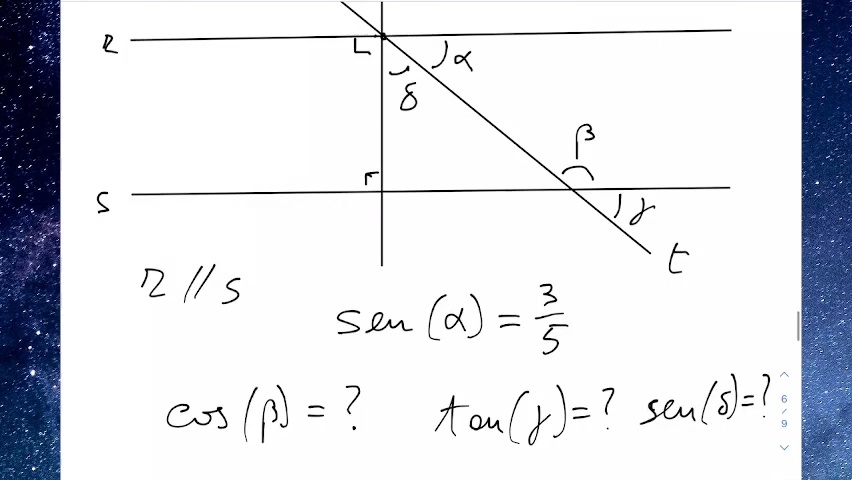 r
α
δ
β
s
γ
t
r // s
sen(α) = 3/5
cos(β) = ? tan(γ) = ? sen(δ) = ?
6
/
9